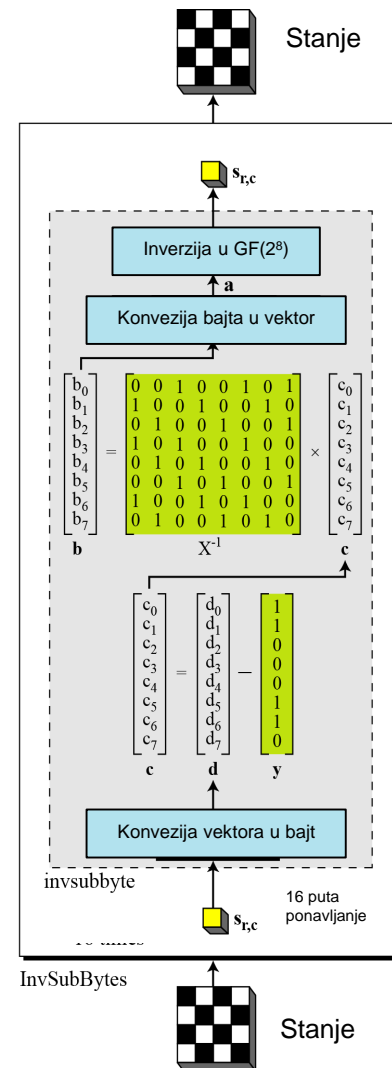 Stanje
s r,c
Inverzija u GF(2⁸)
a
Konvezija bajta u vektor
b0 0 0 1 0 0 1 0 1 c0
b1 1 0 0 1 0 0 1 0 c1
b2 0 1 0 0 1 0 0 1 c2
b3 = 1 0 1 0 0 1 0 0 × c3
b4 0 1 0 1 0 0 1 0 c4
b5 0 0 1 0 1 0 0 1 c5
b6 1 0 0 1 0 1 0 0 c6
b7 0 1 0 0 1 0 1 0 c7
b X⁻¹ c
c0 d0 1
c1 d1 1
c2 d2 0
c3 = d3 − 0
c4 d4 0
c5 d5 1
c6 d6 1
c7 d7 0
c d y
Konvezija vektora u bajt
invsubbyte
s r,c
16 puta
ponavljanje
InvSubBytes
Stanje